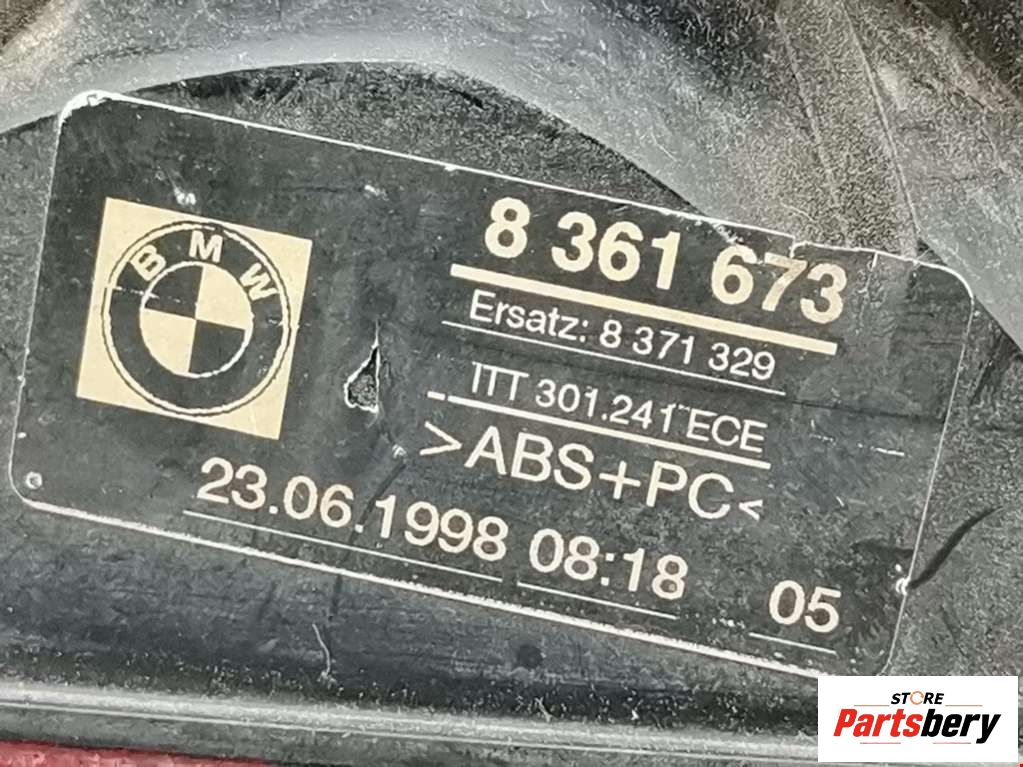 BMW
8 361 673
Ersatz: 8 371 329
ITT 301.241 ECE
>ABS+PC<
23.06.1998 08:18 05
STORE
Partsbery